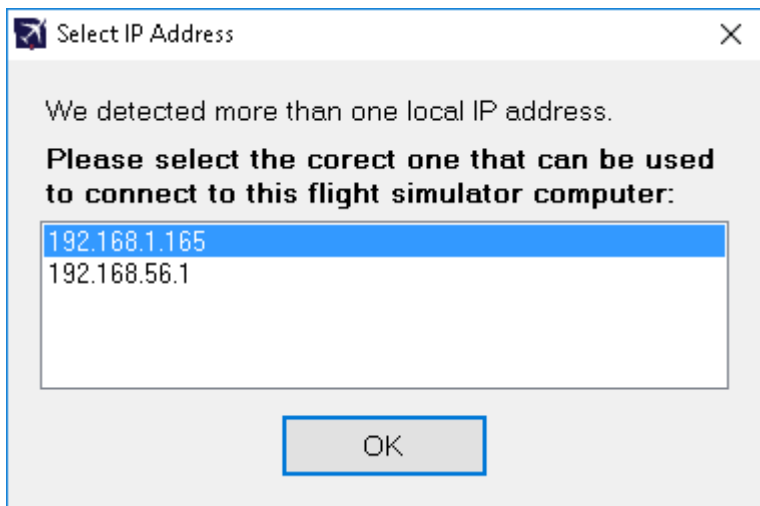 Select IP Address
We detected more than one local IP address.
Please select the corect one that can be used
to connect to this flight simulator computer:
192.168.1.165
192.168.56.1
OK